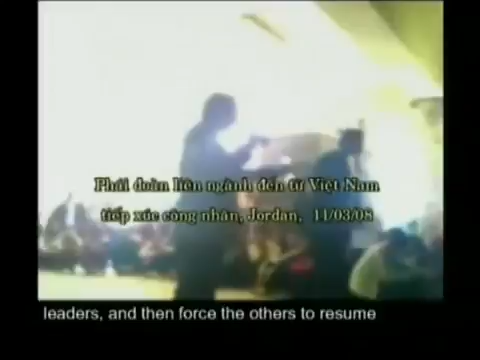 Phái đoàn liên ngành đến từ Việt Nam
tiếp xúc công nhân, Jordan, 11/03/08
leaders, and then force the others to resume